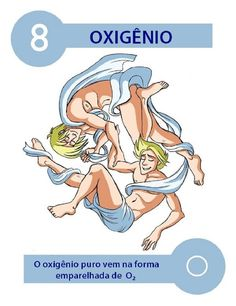 8
OXIGÊNIO
O oxigênio puro vem na forma
emparelhada de O₂
O